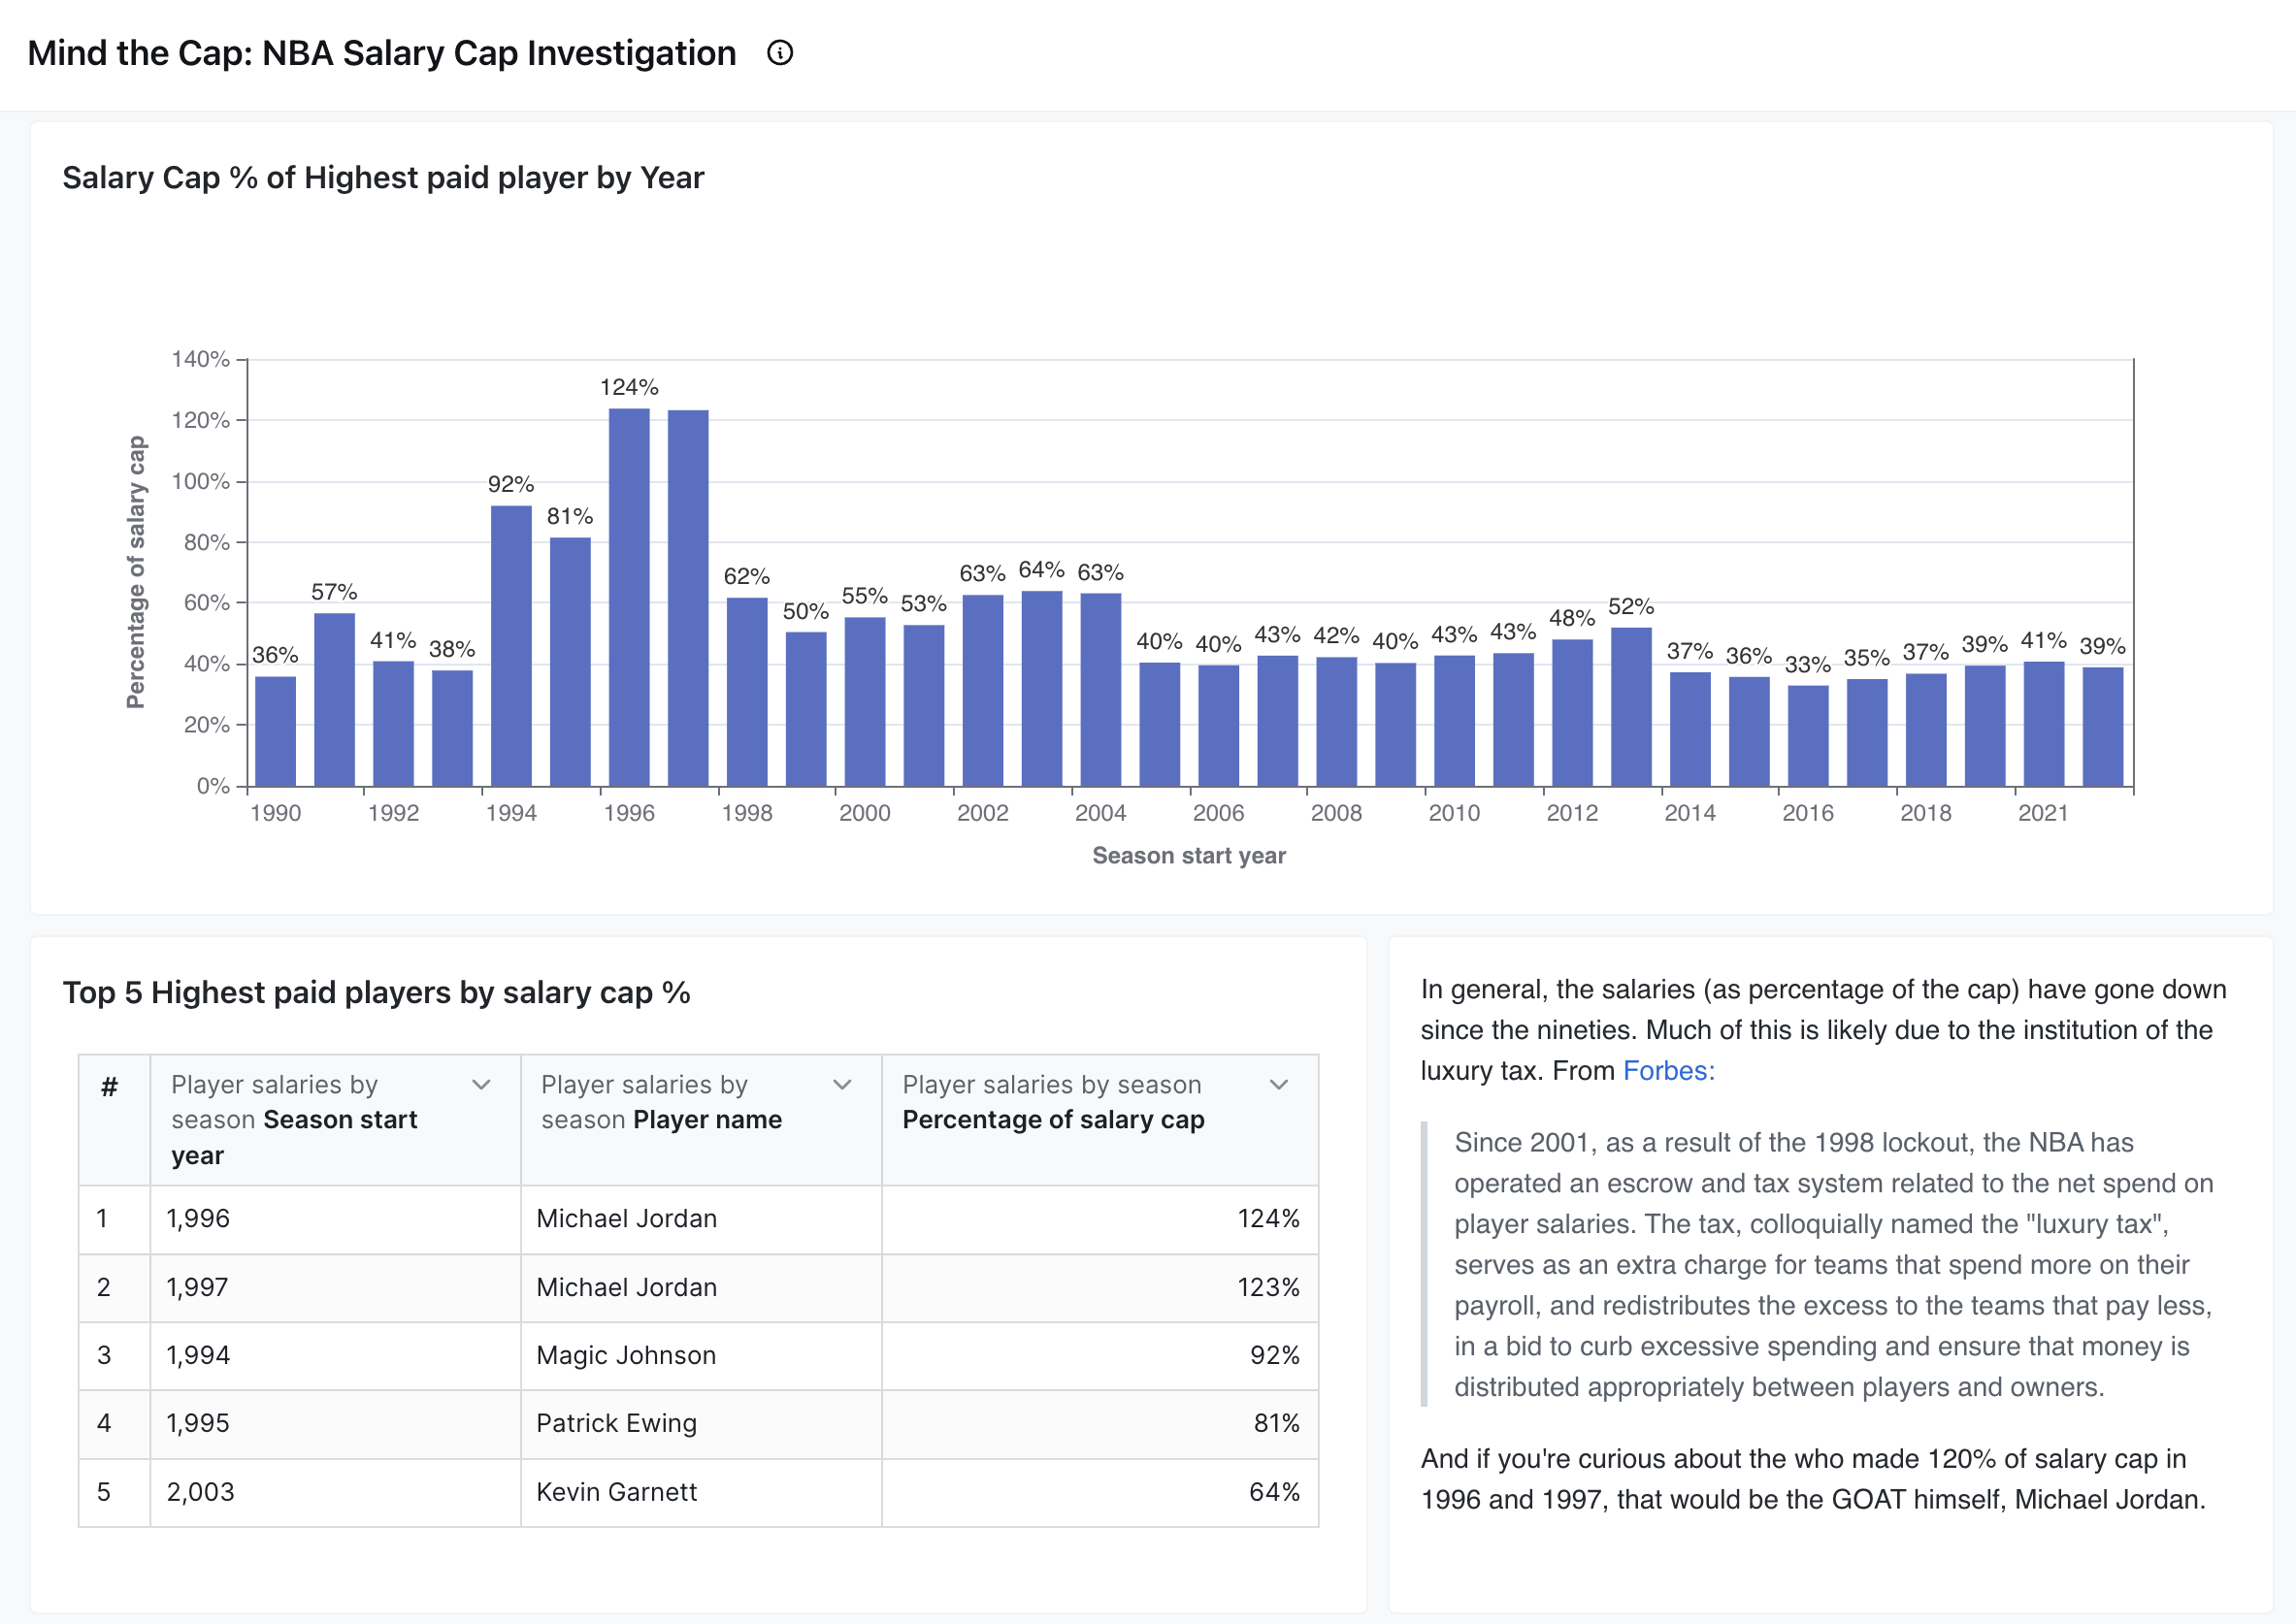 Mind the Cap: NBA Salary Cap Investigation
Salary Cap % of Highest paid player by Year
Percentage of salary cap
140%
120%
100%
80%
60%
40%
20%
0%
36% 57% 41% 38% 92% 81% 124% 62% 50% 55% 53% 63% 64% 63% 40% 40% 43% 42% 40% 43% 43% 48% 52% 37% 36% 33% 35% 37% 39% 41% 39%
1990 1992 1994 1996 1998 2000 2002 2004 2006 2008 2010 2012 2014 2016 2018 2021
Season start year
Top 5 Highest paid players by salary cap %
# Player salaries by season Season start year Player salaries by season Player name Player salaries by season Percentage of salary cap
1 1,996 Michael Jordan 124%
2 1,997 Michael Jordan 123%
3 1,994 Magic Johnson 92%
4 1,995 Patrick Ewing 81%
5 2,003 Kevin Garnett 64%
In general, the salaries (as percentage of the cap) have gone down
since the nineties. Much of this is likely due to the institution of the
luxury tax. From Forbes:
Since 2001, as a result of the 1998 lockout, the NBA has
operated an escrow and tax system related to the net spend on
player salaries. The tax, colloquially named the "luxury tax",
serves as an extra charge for teams that spend more on their
payroll, and redistributes the excess to the teams that pay less,
in a bid to curb excessive spending and ensure that money is
distributed appropriately between players and owners.
And if you're curious about the who made 120% of salary cap in
1996 and 1997, that would be the GOAT himself, Michael Jordan.